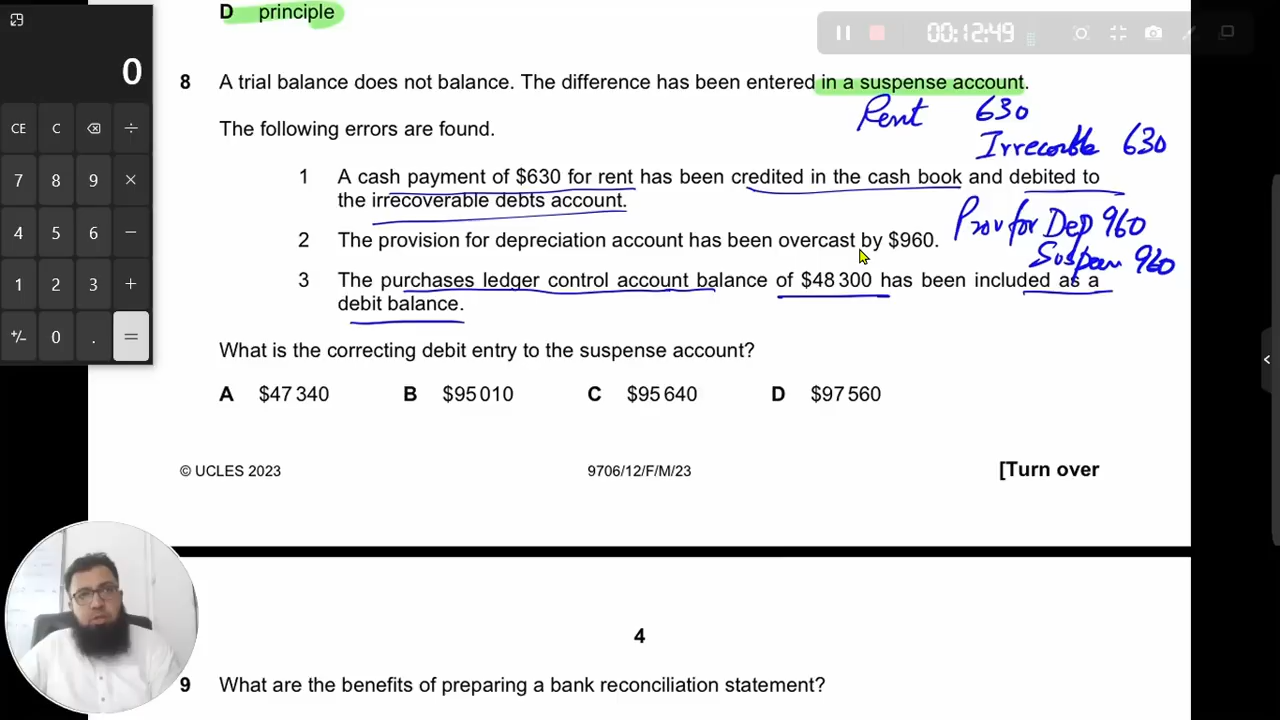 D principle
00:12:49
0
8 A trial balance does not balance. The difference has been entered in a suspense account.
Rent 630
The following errors are found.
Irrecoverable 630
CE C ÷
7 8 9 ×
1 A cash payment of $630 for rent has been credited in the cash book and debited to
the irrecoverable debts account.
Prov for Dep 960
4 5 6 −
2 The provision for depreciation account has been overcast by $960.
Suspen 960
1 2 3 +
3 The purchases ledger control account balance of $48 300 has been included as a
debit balance.
+/− 0 . =
What is the correcting debit entry to the suspense account?
A $47 340 B $95 010 C $95 640 D $97 560
© UCLES 2023 9706/12/F/M/23 [Turn over
4
9 What are the benefits of preparing a bank reconciliation statement?